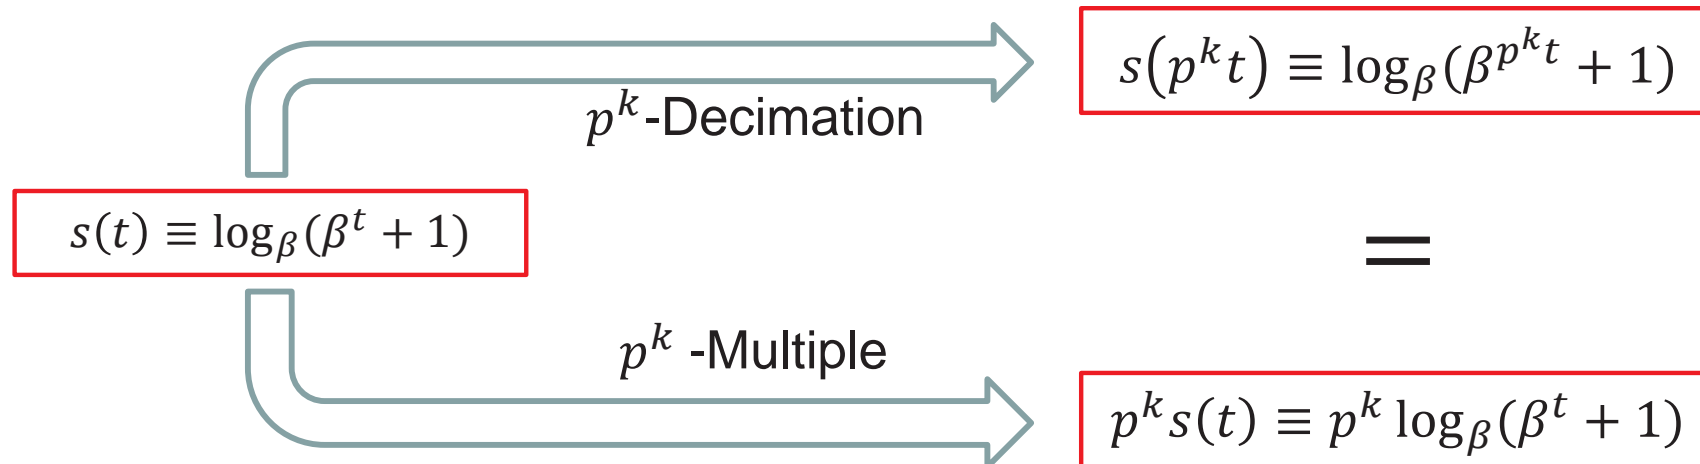 s(p^k t) ≡ log_β(β^{p^k t} + 1)
p^k-Decimation
s(t) ≡ log_β(β^t + 1)
=
p^k -Multiple
p^k s(t) ≡ p^k log_β(β^t + 1)